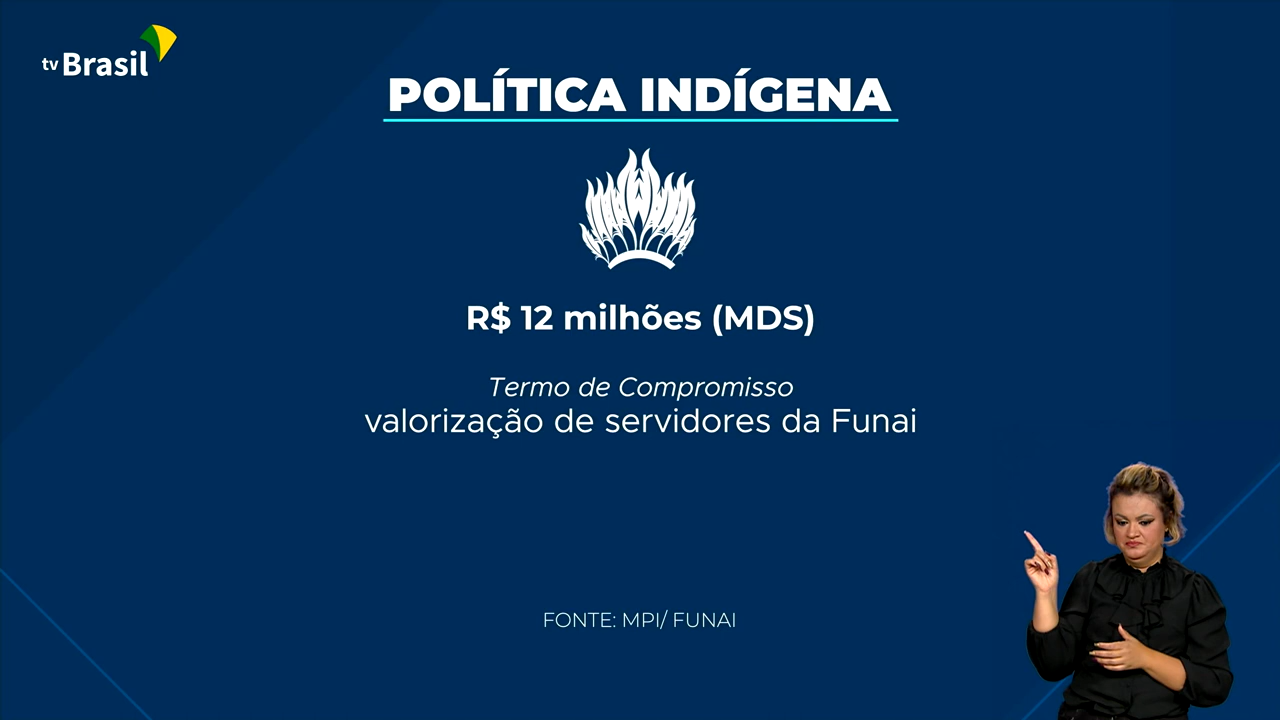 tv Brasil
POLÍTICA INDÍGENA
R$ 12 milhões (MDS)
Termo de Compromisso
valorização de servidores da Funai
FONTE: MPI/ FUNAI